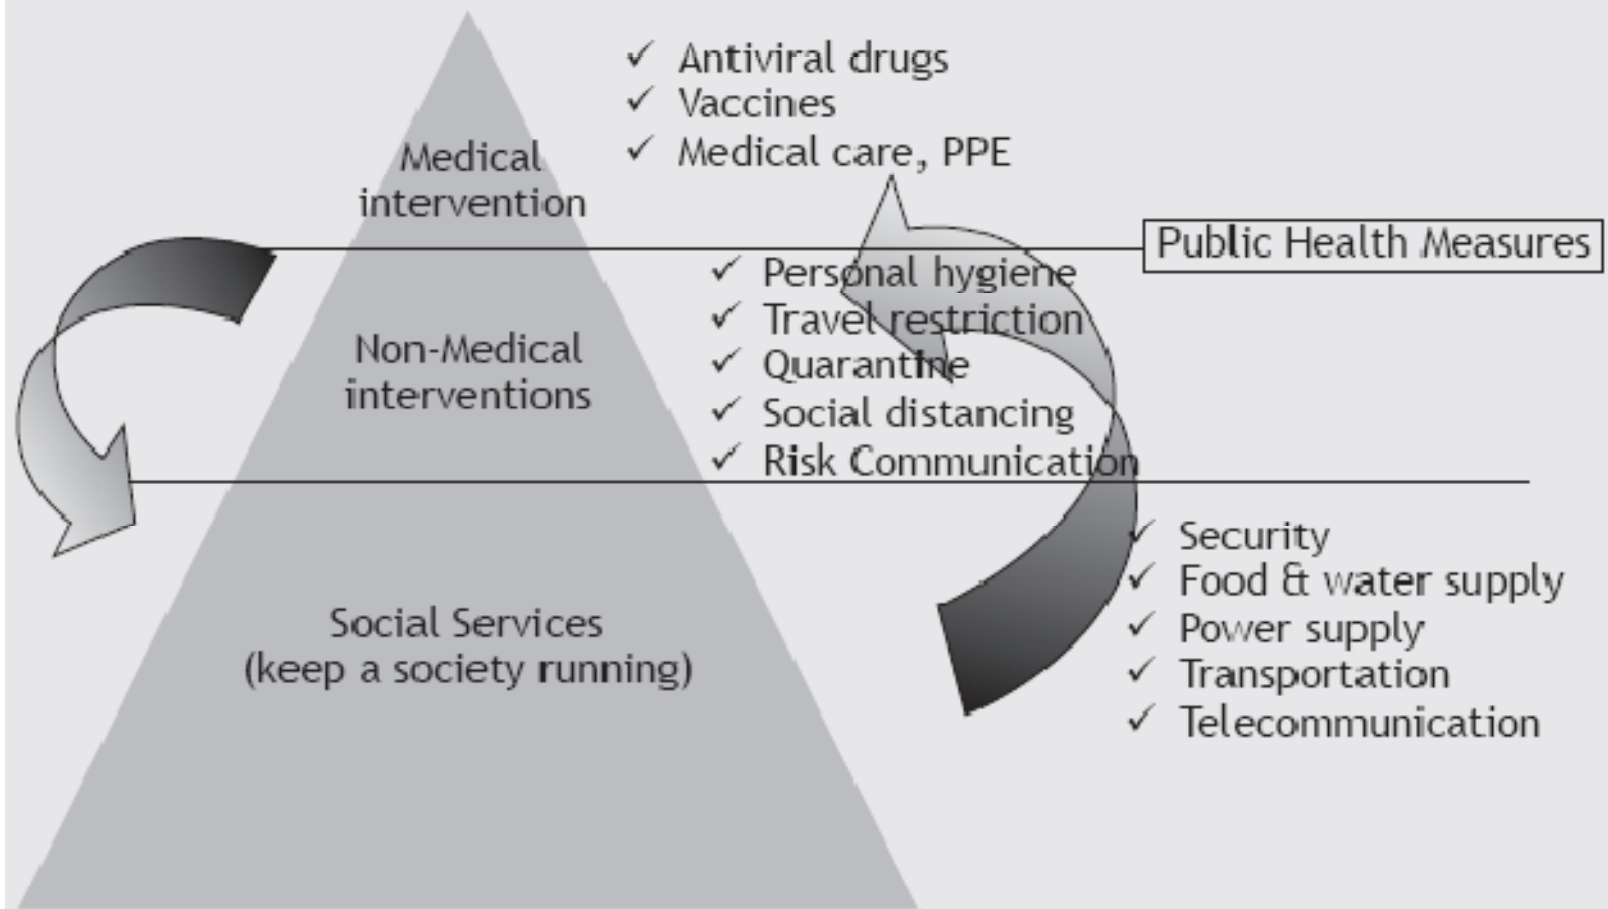 Antiviral drugs
Vaccines
Medical care, PPE
Medical
intervention
Public Health Measures
Personal hygiene
Travel restriction
Quarantine
Social distancing
Risk Communication
Non-Medical
interventions
Security
Food & water supply
Power supply
Transportation
Telecommunication
Social Services
(keep a society running)